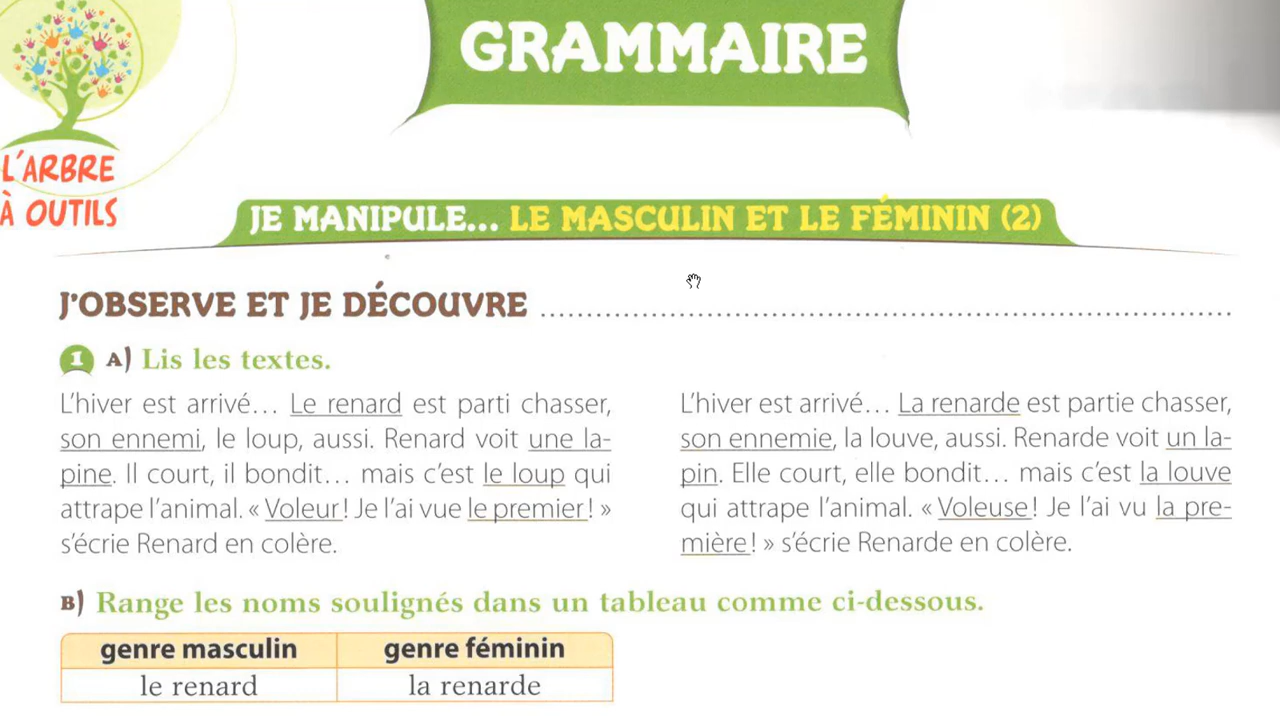 GRAMMAIRE
L'ARBRE
À OUTILS
JE MANIPULE... LE MASCULIN ET LE FÉMININ (2)
J'OBSERVE ET JE DÉCOUVRE
1 A) Lis les textes.
L'hiver est arrivé… Le renard est parti chasser,
son ennemi, le loup, aussi. Renard voit une la-
pine. Il court, il bondit… mais c'est le loup qui
attrape l'animal. « Voleur ! Je l'ai vue le premier ! »
s'écrie Renard en colère.
L'hiver est arrivé… La renarde est partie chasser,
son ennemie, la louve, aussi. Renarde voit un la-
pin. Elle court, elle bondit… mais c'est la louve
qui attrape l'animal. « Voleuse ! Je l'ai vu la pre-
mière ! » s'écrie Renarde en colère.
B) Range les noms soulignés dans un tableau comme ci-dessous.
genre masculin genre féminin
le renard la renarde